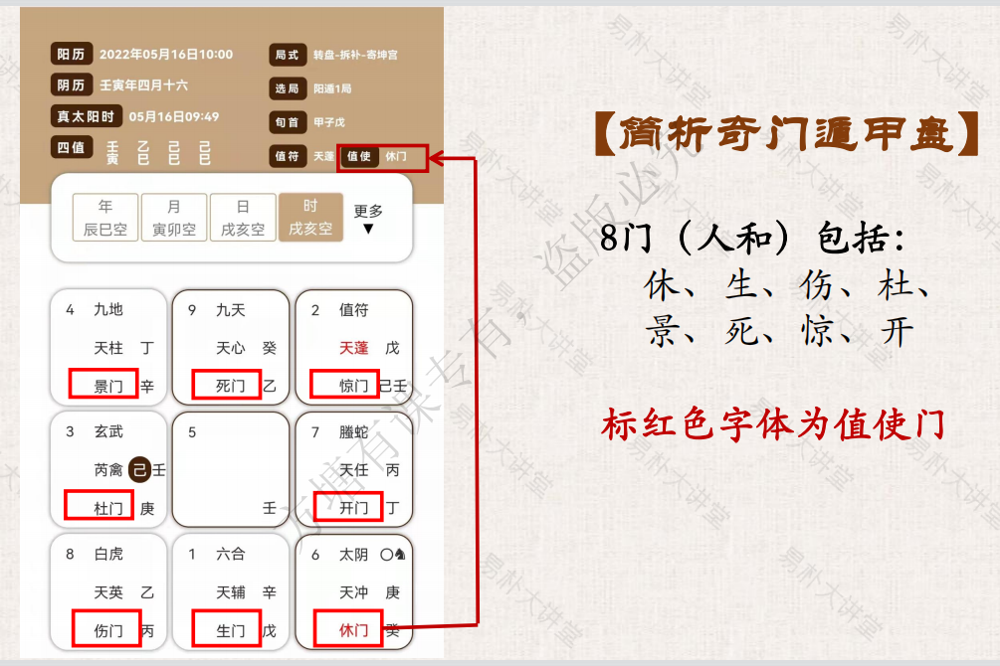 阳历 2022年05月16日10:00
局式 转盘-拆补-寄坤宫
阴历 壬寅年四月十六
选局 阳遁1局
真太阳时 05月16日09:49
旬首 甲子戊
四值 壬寅 乙巳 己巳 己巳
值符 天蓬 值使 休门
年 月 日 时 更多
辰巳空 寅卯空 戌亥空 戌亥空 ▼
4 九地
天柱 丁
景门 辛
9 九天
天心 癸
死门 乙
2 值符
天蓬 戊
惊门 己壬
3 玄武
芮禽 己壬
杜门 庚
5
壬
7 螣蛇
天任 丙
开门 丁
8 白虎
天英 乙
伤门 丙
1 六合
天辅 辛
生门 戊
6 太阴
天冲 庚
休门 癸
【简析奇门遁甲盘】
8门（人和）包括：
休、生、伤、杜、
景、死、惊、开
标红色字体为值使门
易朴大讲堂